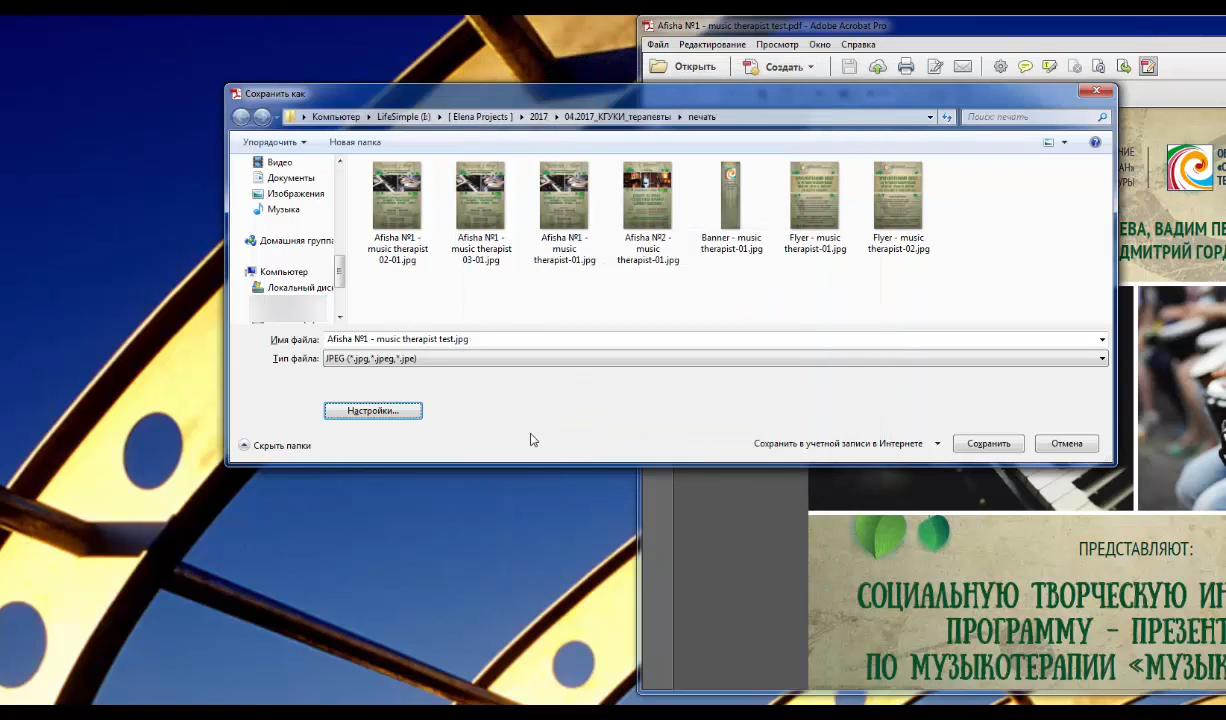 Afisha №1 - music therapist test.pdf - Adobe Acrobat Pro
Файл Редактирование Просмотр Окно Справка
Открыть Создать
Сохранить как
Компьютер LifeSimple (I:) [ Elena Projects ] 2017 04.2017_КГУКИ_терапевты печать
Поиск: печать
Упорядочить Новая папка
Видео
Документы
Изображения
Музыка
Домашняя групп
Компьютер
Локальный дис
Afisha №1 - music therapist 02-01.jpg
Afisha №1 - music therapist 03-01.jpg
Afisha №1 - music therapist-01.jpg
Afisha №2 - music therapist-01.jpg
Banner - music therapist-01.jpg
Flyer - music therapist-01.jpg
Flyer - music therapist-02.jpg
Имя файла: Afisha №1 - music therapist test.jpg
Тип файла: JPEG (*.jpg,*.jpeg,*.jpe)
Настройки...
Скрыть папки
Сохранить в учетной записи в Интернете Сохранить Отмена
ЕВА, ВАДИМ ПЕ
ДМИТРИЙ ГОРД
ПРЕДСТАВЛЯЮТ:
СОЦИАЛЬНУЮ ТВОРЧЕСКУЮ ИН
ПРОГРАММУ – ПРЕЗЕНТ
ПО МУЗЫКОТЕРАПИИ «МУЗЫК